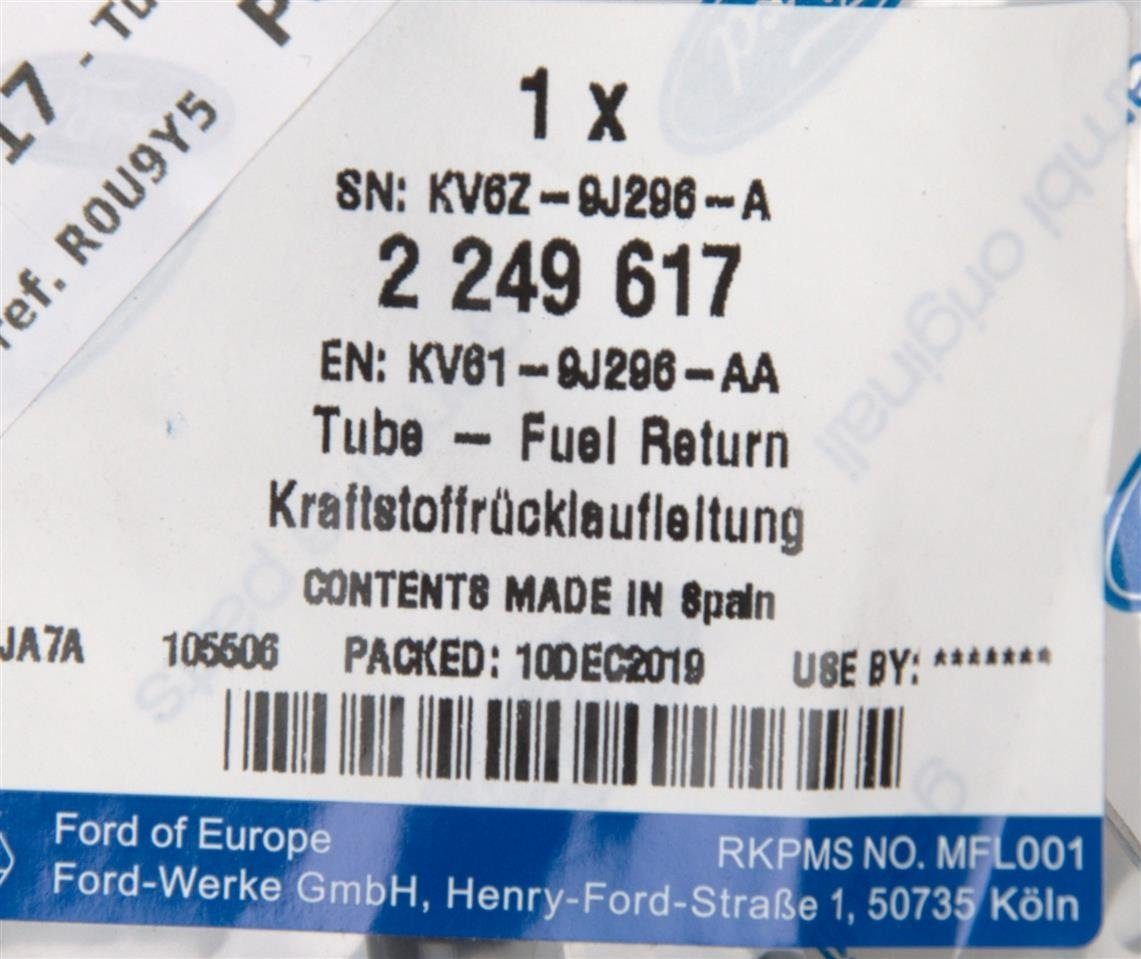 17 - Tu
ref. R0U9Y5
1 x
SN: KV6Z-9J296-A
2 249 617
EN: KV61-9J296-AA
Tube - Fuel Return
Kraftstoffrücklaufleitung
CONTENTS MADE IN Spain
JA7A 105506 PACKED: 10DEC2019 USE BY: *******
Ford of Europe
RKPMS NO. MFL001
Ford-Werke GmbH, Henry-Ford-Straße 1, 50735 Köln
originali